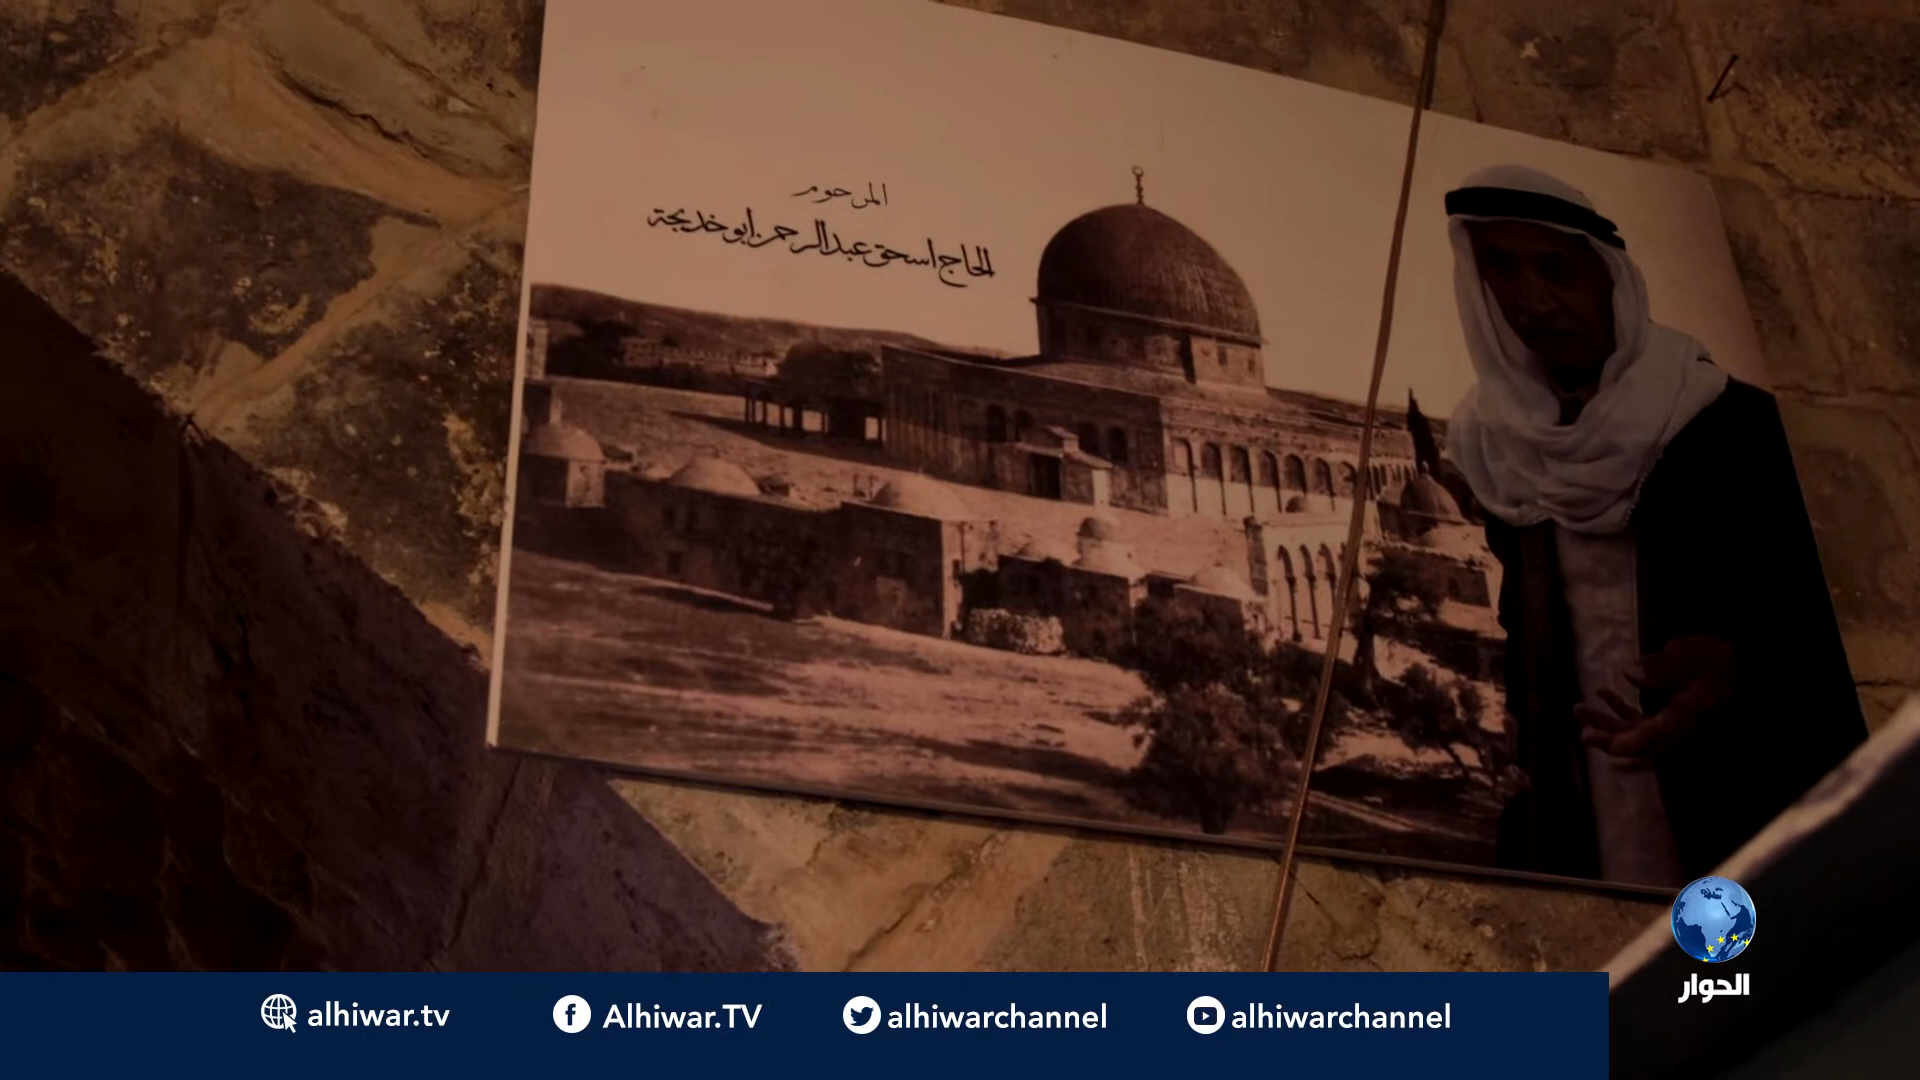 المرحوم
الحاج اسحق عبدالرحمن ابو خديجة
الحوار
alhiwar.tv
Alhiwar.TV
alhiwarchannel
alhiwarchannel